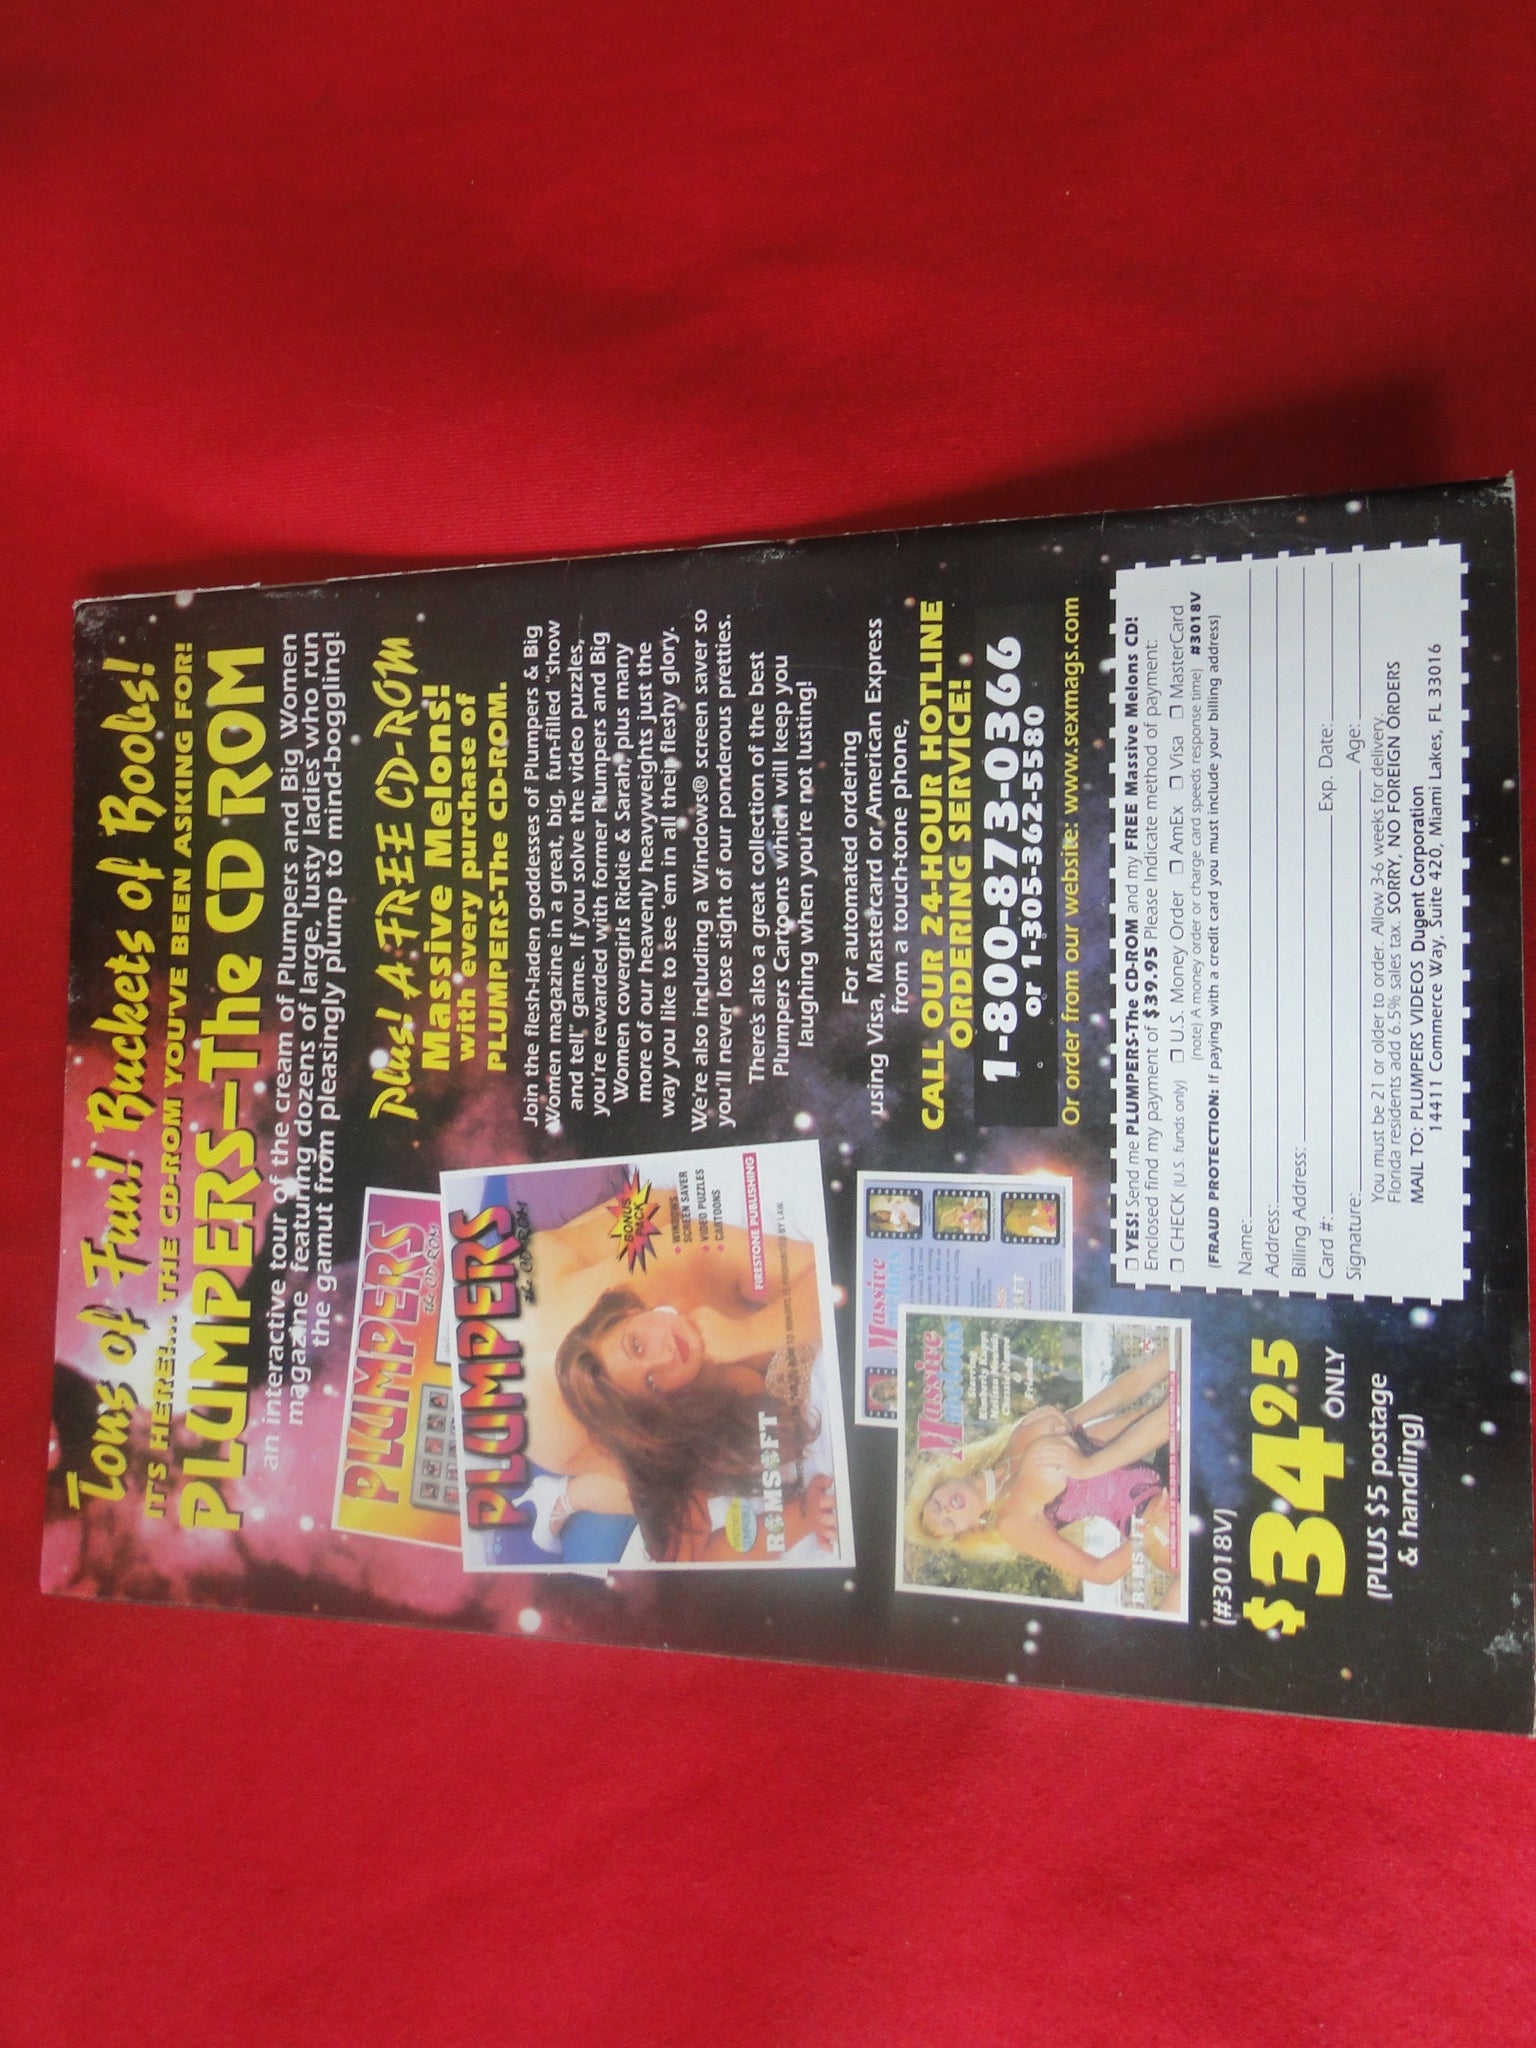 Tons of Fun! Buckets of Boobs!
IT'S HERE!... THE CD-ROM YOU'VE BEEN ASKING FOR!
PLUMPERS-The CD ROM
an interactive tour of the cream of Plumpers and Big Women
magazine featuring dozens of large, lusty ladies who run
the gamut from pleasingly plump to mind-boggling!
Plus! A FREE CD-ROM
Massive Melons!
with every purchase of
PLUMPERS-The CD-ROM.
Join the flesh-laden goddesses of Plumpers & Big
Women magazine in a great, big, fun-filled "show
and tell" game. If you solve the video puzzles,
you're rewarded with former Plumpers and Big
Women covergirls Rickie & Sarah plus many
more of our heavenly heavyweights just the
way you like to see 'em in all their fleshy glory.
We're also including a Windows® screen saver so
you'll never lose sight of our ponderous pretties.
There's also a great collection of the best
Plumpers Cartoons which will keep you
laughing when you're not lusting!
For automated ordering
using Visa, Mastercard or American Express
from a touch-tone phone,
CALL OUR 24-HOUR HOTLINE
ORDERING SERVICE!
1-800-873-0366
or 1-305-362-5580
Or order from our website: www.sexmags.com
PLUMPERS
the CD-ROM
PLUMPERS
the CD-ROM
BONUS
PACK
WINDOWS
SCREEN SAVER
VIDEO PUZZLES
CARTOONS
FIRESTONE PUBLISHING
ROMSOFT
Massive
Massive
Melons
Starring
Kimberly Kupps
Chassie Moore
&
Friends
ROMSOFT
(#3018V)
$34.95
ONLY
(PLUS $5 postage
& handling)
❑ YES! Send me PLUMPERS-The CD-ROM and my FREE Massive Melons CD!
Enclosed find my payment of $39.95 Please Indicate method of payment:
❑ CHECK (U.S. funds only) ❑ U.S. Money Order ❑ AmEx ❑ Visa ❑ MasterCard
(note) A money order or charge card speeds response time) #3018V
(FRAUD PROTECTION: If paying with a credit card you must include your billing address)
Name:
Address:
Billing Address:
Card #: Exp. Date:
Signature: Age:
You must be 21 or older to order. Allow 3-6 weeks for delivery.
Florida residents add 6.5% sales tax. SORRY, NO FOREIGN ORDERS
MAIL TO: PLUMPERS VIDEOS Dugent Corporation
14411 Commerce Way, Suite 420, Miami Lakes, FL 33016